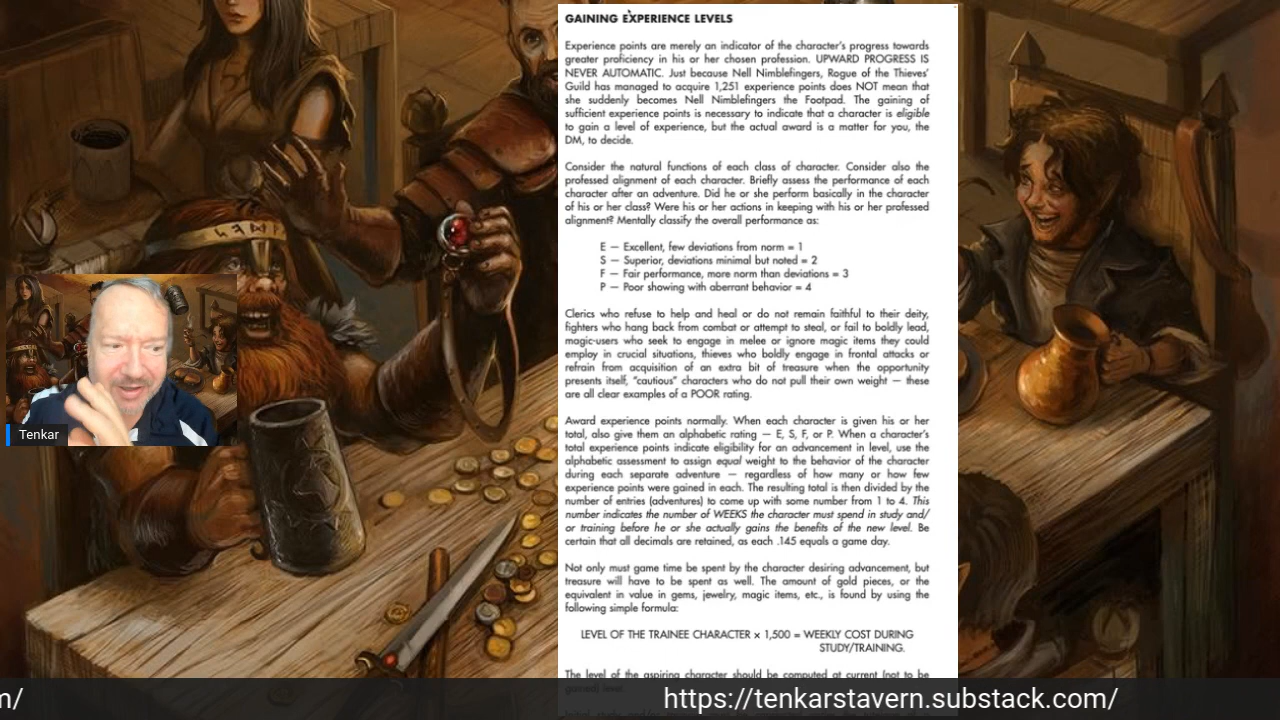 GAINING EXPERIENCE LEVELS
Experience points are merely an indicator of the character's progress towards
greater proficiency in his or her chosen profession. UPWARD PROGRESS IS
NEVER AUTOMATIC. Just because Nell Nimblefingers, Rogue of the Thieves'
Guild has managed to acquire 1,251 experience points does NOT mean that
she suddenly becomes Nell Nimblefingers the Footpad. The gaining of
sufficient experience points is necessary to indicate that a character is eligible
to gain a level of experience, but the actual award is a matter for you, the
DM, to decide.
Consider the natural functions of each class of character. Consider also the
professed alignment of each character. Briefly assess the performance of each
character after an adventure. Did he or she perform basically in the character
of his or her class? Were his or her actions in keeping with his or her professed
alignment? Mentally classify the overall performance as:
E — Excellent, few deviations from norm = 1
S — Superior, deviations minimal but noted = 2
F — Fair performance, more norm than deviations = 3
P — Poor showing with aberrant behavior = 4
Clerics who refuse to help and heal or do not remain faithful to their deity,
fighters who hang back from combat or attempt to steal, or fail to boldly lead,
magic-users who seek to engage in melee or ignore magic items they could
employ in crucial situations, thieves who boldly engage in frontal attacks or
refrain from acquisition of an extra bit of treasure when the opportunity
presents itself, "cautious" characters who do not pull their own weight — these
are all clear examples of a POOR rating.
Award experience points normally. When each character is given his or her
total, also give them an alphabetic rating — E, S, F, or P. When a character's
total experience points indicate eligibility for an advancement in level, use the
alphabetic assessment to assign equal weight to the behavior of the character
during each separate adventure — regardless of how many or how few
experience points were gained in each. The resulting total is then divided by the
number of entries (adventures) to come up with some number from 1 to 4. This
number indicates the number of WEEKS the character must spend in study and/
or training before he or she actually gains the benefits of the new level. Be
certain that all decimals are retained, as each .145 equals a game day.
Not only must game time be spent by the character desiring advancement, but
treasure will have to be spent as well. The amount of gold pieces, or the
equivalent in value in gems, jewelry, magic items, etc., is found by using the
following simple formula:
LEVEL OF THE TRAINEE CHARACTER × 1,500 = WEEKLY COST DURING
STUDY/TRAINING.
The level of the aspiring character should be computed at current (not to be
gained) level
Tenkar
m/
https://tenkarstavern.substack.com/